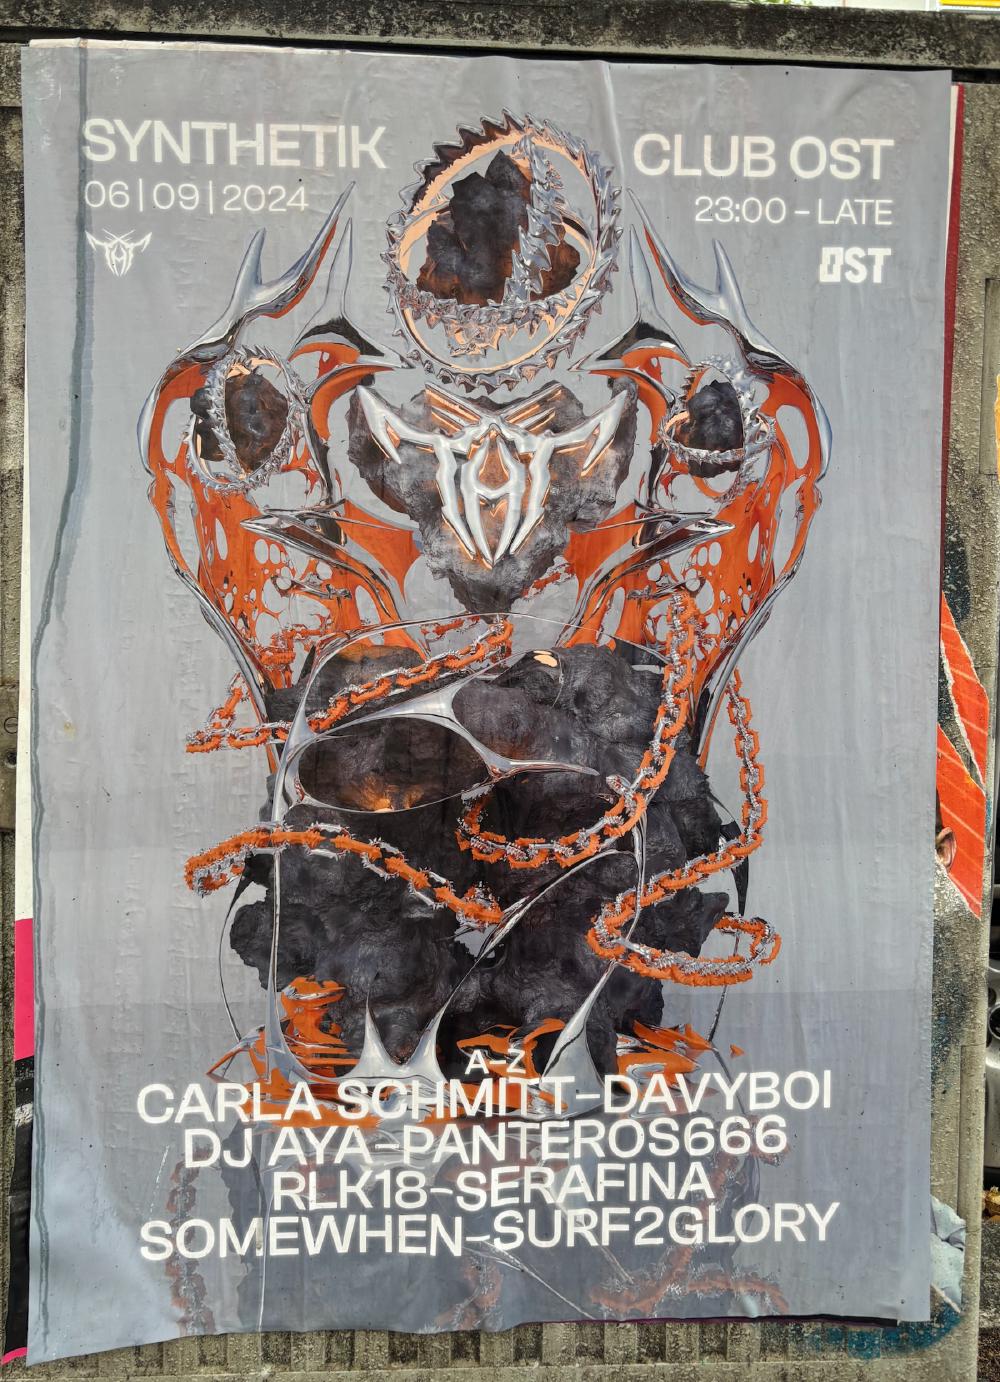 SYNTHETIK
06|09|2024
CLUB OST
23:00 – LATE
OST
A–Z
CARLA SCHMITT–DAVYBOI
DJ AYA–PANTEROS666
RLK18–SERAFINA
SOMEWHEN–SURF2GLORY